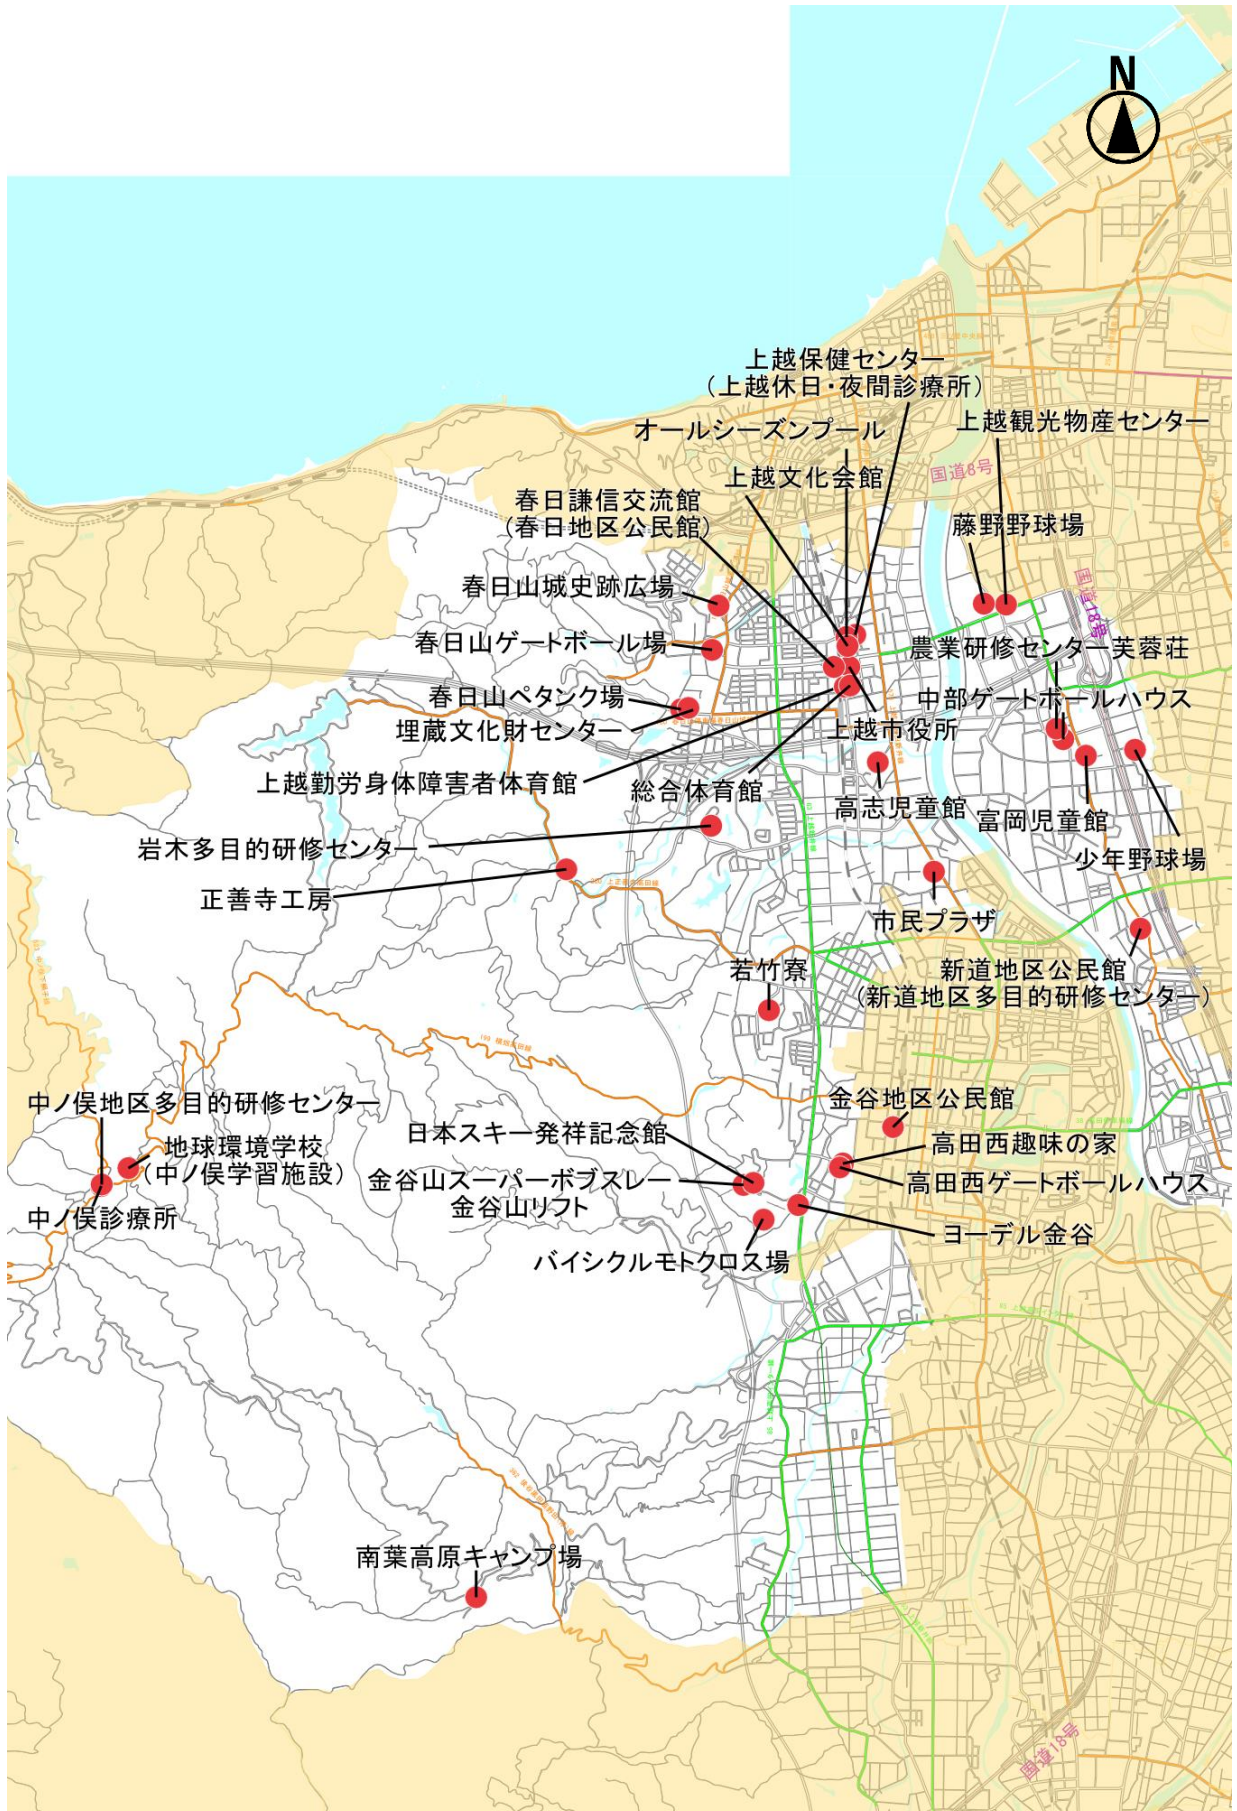 N
上越保健センター
（上越休日・夜間診療所）
オールシーズンプール
上越観光物産センター
国道8号
上越文化会館
春日謙信交流館
（春日地区公民館）
藤野野球場
春日山城史跡広場
国道18号
春日山ゲートボール場
農業研修センター芙蓉荘
春日山ペタンク場
中部ゲートボールハウス
埋蔵文化財センター
上越市役所
上越勤労身体障害者体育館
総合体育館
高志児童館
富岡児童館
岩木多目的研修センター
少年野球場
正善寺工房
市民プラザ
若竹寮
新道地区公民館
（新道地区多目的研修センター）
中ノ俣地区多目的研修センター
金谷地区公民館
日本スキー発祥記念館
地球環境学校
（中ノ俣学習施設）
高田西趣味の家
金谷山スーパーボブスレー
金谷山リフト
高田西ゲートボールハウス
中ノ俣診療所
ヨーデル金谷
バイシクルモトクロス場
南葉高原キャンプ場
国道18号